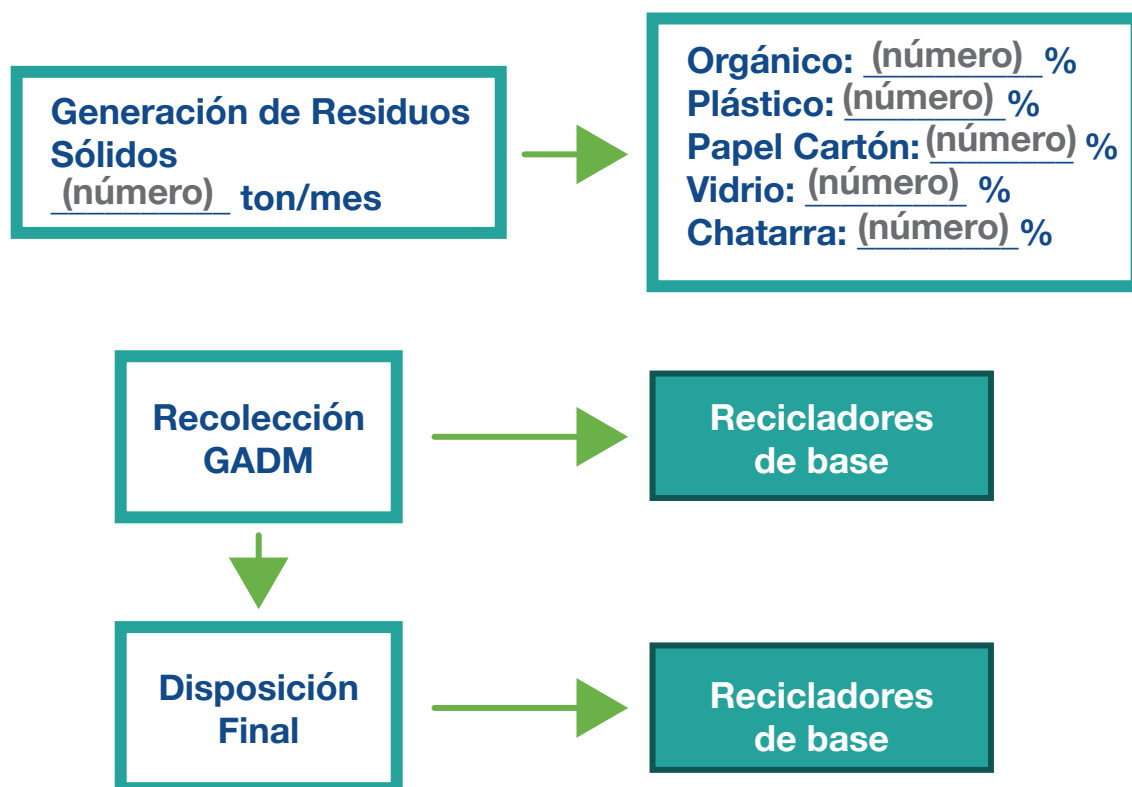 Generación de Residuos
Sólidos
(número) ton/mes
Orgánico: (número) %
Plástico: (número) %
Papel Cartón: (número) %
Vidrio: (número) %
Chatarra: (número) %
Recolección
GADM
Recicladores
de base
Disposición
Final
Recicladores
de base